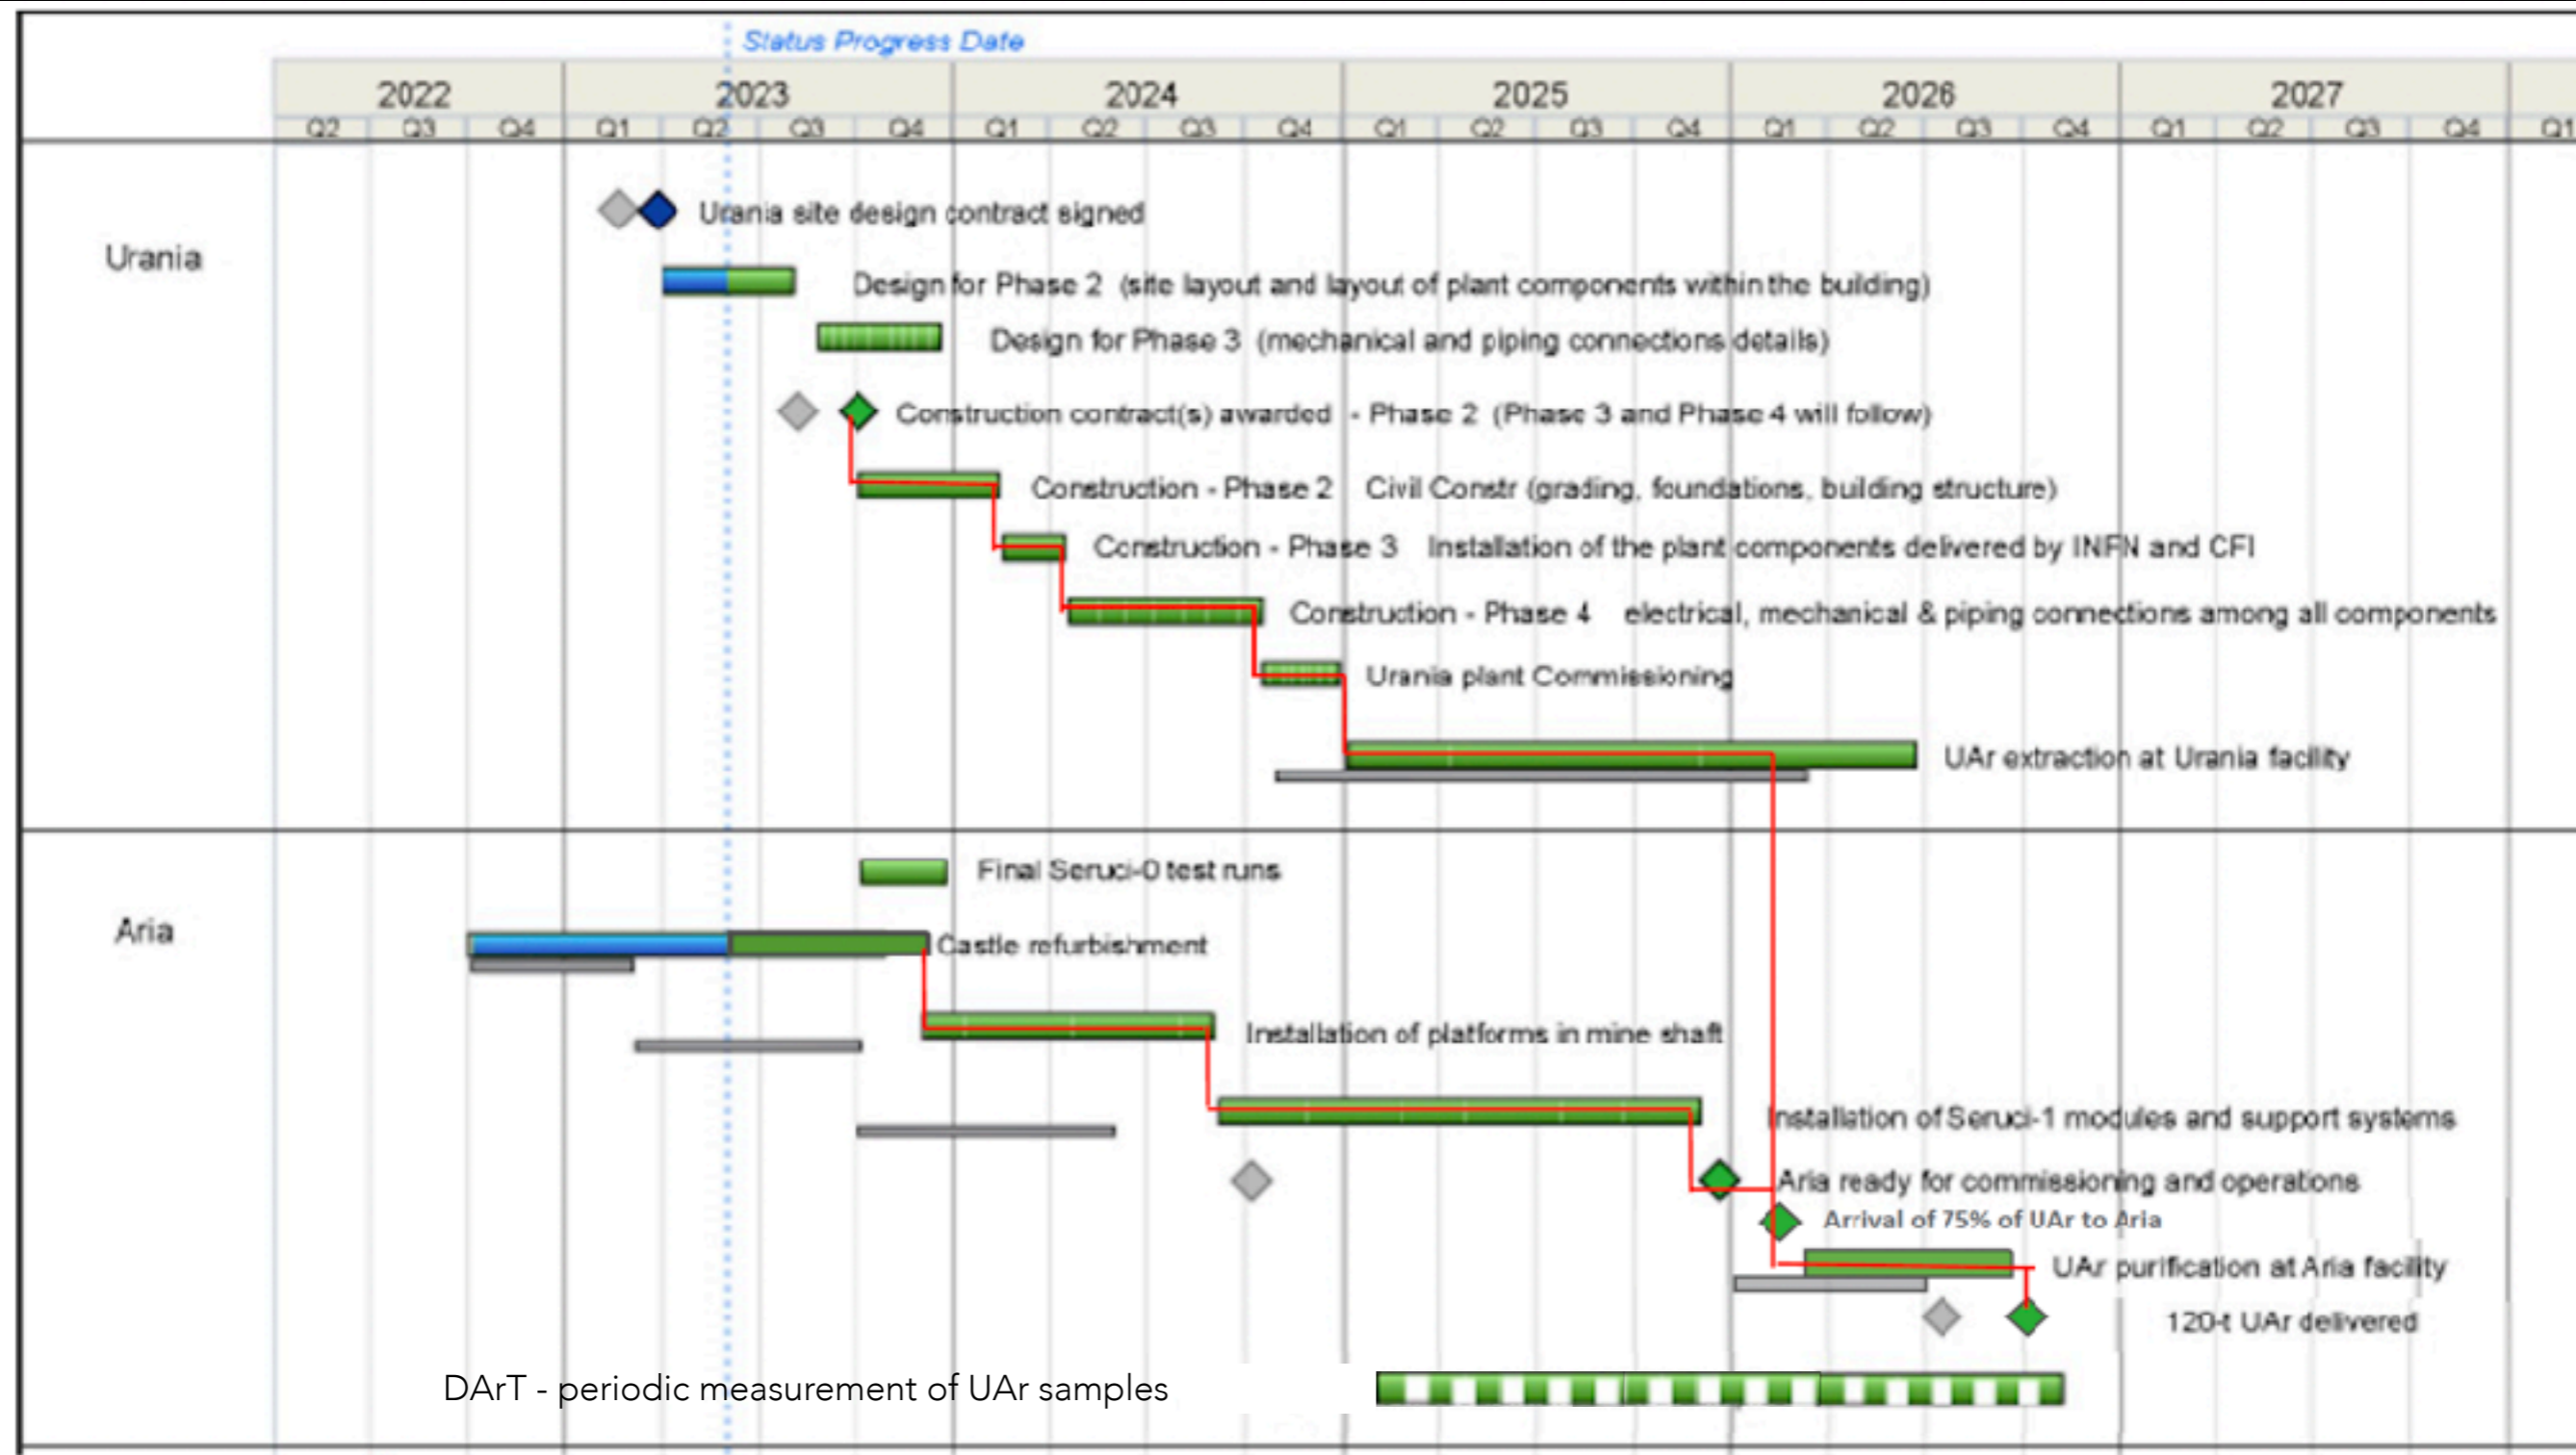 Status Progress Date
2022 2023 2024 2025 2026 2027
Q2 Q3 Q4 Q1 Q2 Q3 Q4 Q1 Q2 Q3 Q4 Q1 Q2 Q3 Q4 Q1 Q2 Q3 Q4 Q1 Q2 Q3 Q4 Q1
Urania site design contract signed
Urania
Design for Phase 2 (site layout and layout of plant components within the building)
Design for Phase 3 (mechanical and piping connections details)
Construction contract(s) awarded - Phase 2 (Phase 3 and Phase 4 will follow)
Construction - Phase 2 Civil Constr (grading, foundations, building structure)
Construction - Phase 3 Installation of the plant components delivered by INFN and CFI
Construction - Phase 4 electrical, mechanical & piping connections among all components
Urania plant Commissioning
UAr extraction at Urania facility
Final Seruci-0 test runs
Aria
Castle refurbishment
Installation of platforms in mine shaft
Installation of Seruci-1 modules and support systems
Aria ready for commissioning and operations
Arrival of 75% of UAr to Aria
UAr purification at Aria facility
120-t UAr delivered
DArT - periodic measurement of UAr samples